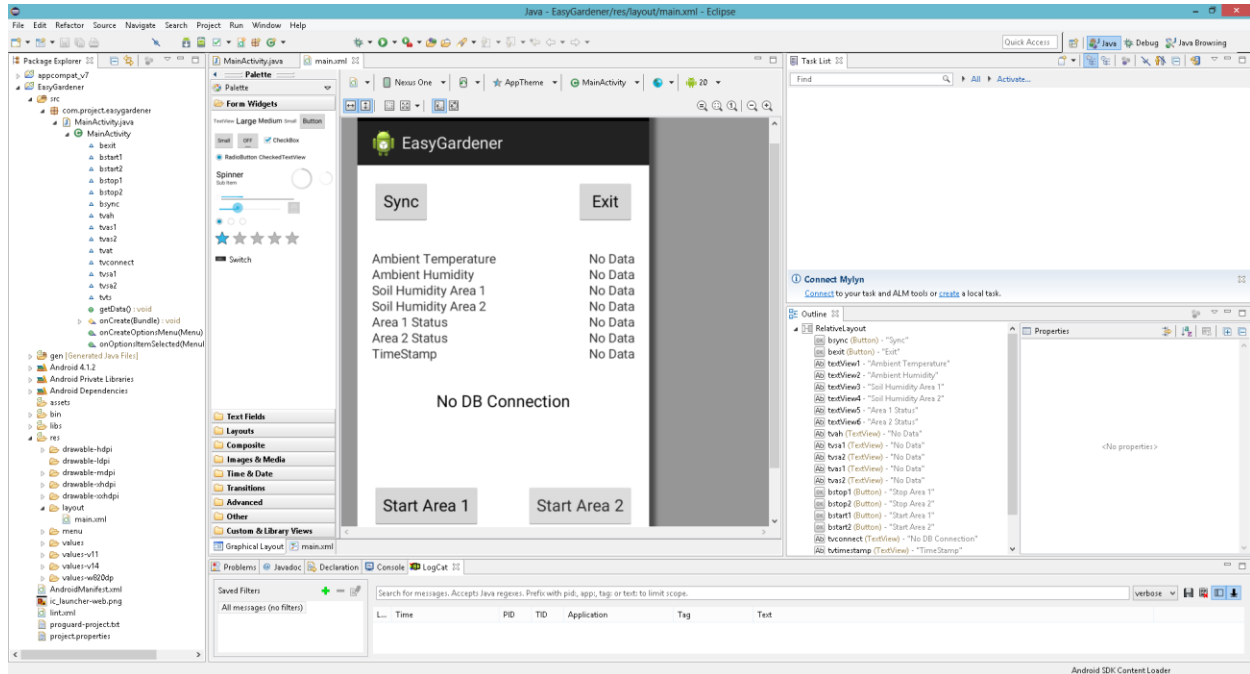 Java - EasyGardener/res/layout/main.xml - Eclipse
File Edit Refactor Source Navigate Search Project Run Window Help
Quick Access Java Debug Java Browsing
Package Explorer
appcompat_v7
EasyGardener
src
com.project.easygardener
MainActivity.java
MainActivity
bexit
bstart1
bstart2
bstop1
bstop2
bsync
tvah
tvas1
tvas2
tvat
tvconnect
tvsa1
tvsa2
tvts
getData() : void
onCreate(Bundle) : void
onCreateOptionsMenu(Menu)
onOptionsItemSelected(MenuI
gen [Generated Java Files]
Android 4.1.2
Android Private Libraries
Android Dependencies
assets
bin
libs
res
drawable-hdpi
drawable-ldpi
drawable-mdpi
drawable-xhdpi
drawable-xxhdpi
layout
main.xml
menu
values
values-v11
values-v14
values-w820dp
AndroidManifest.xml
ic_launcher-web.png
lint.xml
proguard-project.txt
project.properties
MainActivity.java main.xml
Palette
Palette
Form Widgets
TextView Large Medium Small Button
Small OFF CheckBox
RadioButton CheckedTextView
Spinner
Sub Item
Switch
Text Fields
Layouts
Composite
Images & Media
Time & Date
Transitions
Advanced
Other
Custom & Library Views
Graphical Layout main.xml
Nexus One AppTheme MainActivity 20
EasyGardener
Sync Exit
Ambient Temperature No Data
Ambient Humidity No Data
Soil Humidity Area 1 No Data
Soil Humidity Area 2 No Data
Area 1 Status No Data
Area 2 Status No Data
TimeStamp No Data
No DB Connection
Start Area 1 Start Area 2
Task List
Find All Activate...
Connect Mylyn
Connect to your task and ALM tools or create a local task.
Outline
RelativeLayout
bsync (Button) - "Sync"
bexit (Button) - "Exit"
textView1 - "Ambient Temperature"
textView2 - "Ambient Humidity"
textView3 - "Soil Humidity Area 1"
textView4 - "Soil Humidity Area 2"
textView5 - "Area 1 Status"
textView6 - "Area 2 Status"
tvah (TextView) - "No Data"
tvsa1 (TextView) - "No Data"
tvsa2 (TextView) - "No Data"
tvas1 (TextView) - "No Data"
tvas2 (TextView) - "No Data"
bstop1 (Button) - "Stop Area 1"
bstop2 (Button) - "Stop Area 2"
bstart1 (Button) - "Start Area 1"
bstart2 (Button) - "Start Area 2"
tvconnect (TextView) - "No DB Connection"
tvtimestamp (TextView) - "TimeStamp"
Properties
<No properties>
Problems Javadoc Declaration Console LogCat
Saved Filters
All messages (no filters)
Search for messages. Accepts Java regexes. Prefix with pid:, app:, tag: or text: to limit scope.
verbose
L... Time PID TID Application Tag Text
Android SDK Content Loader